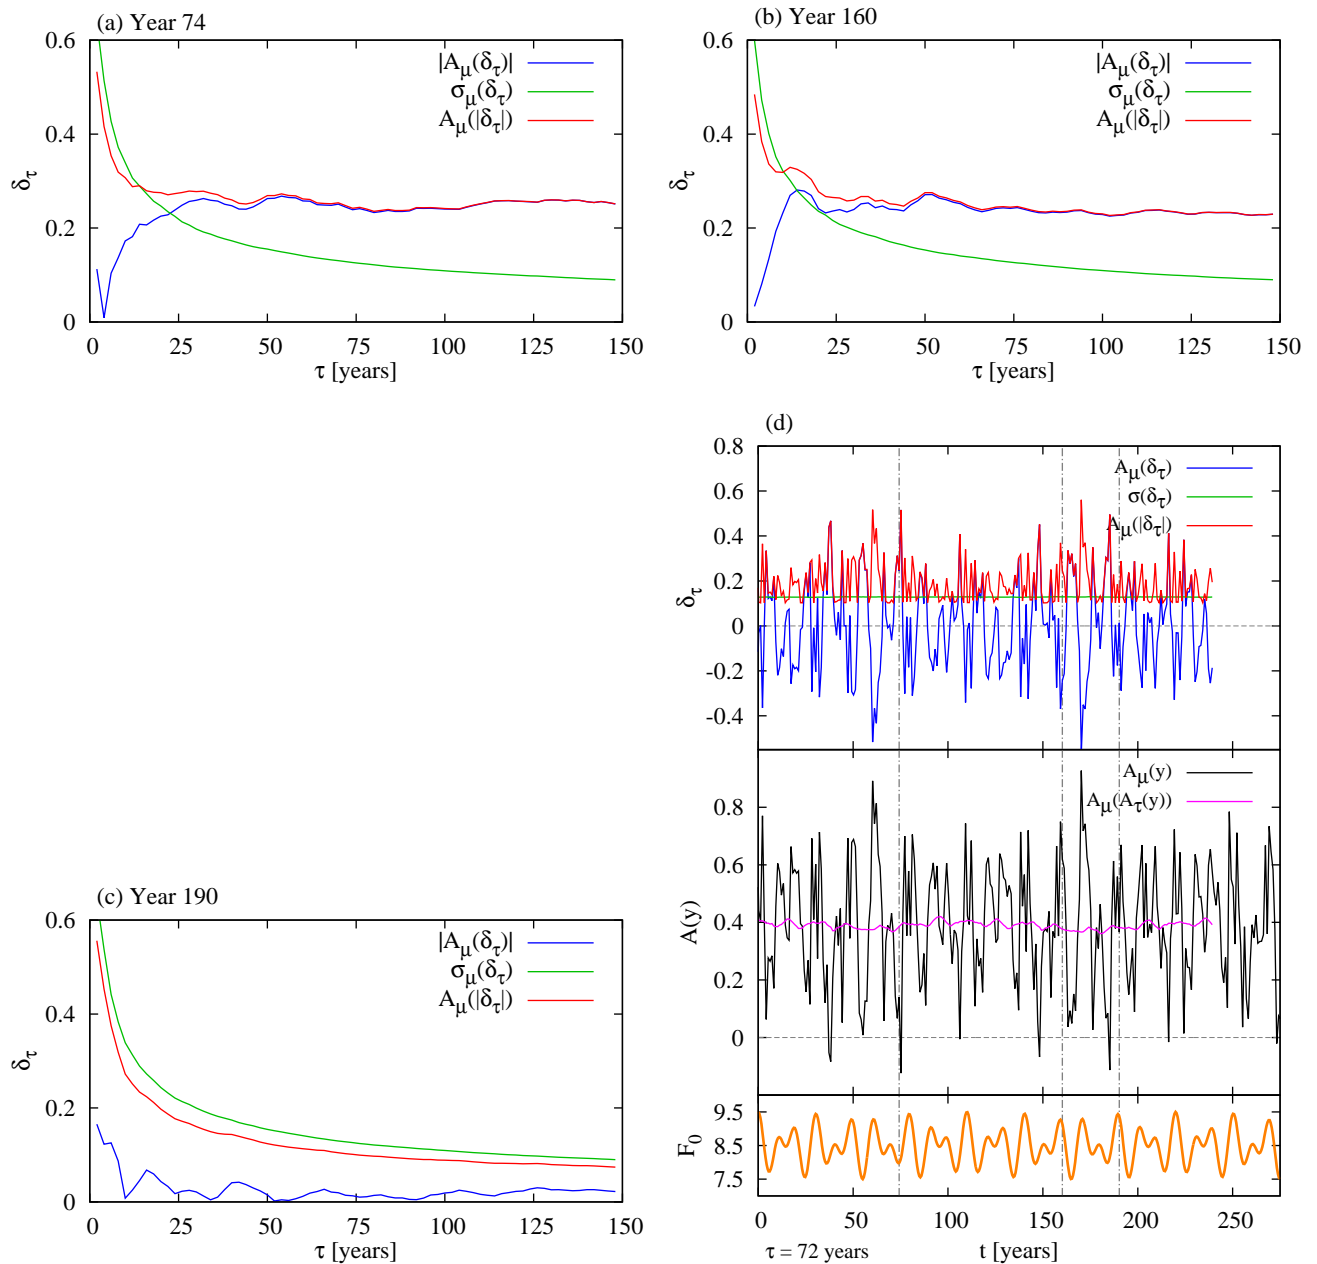 (a) Year 74
0.6
0.4
0.2
0
δτ
|Aμ(δτ)|
σμ(δτ)
Aμ(|δτ|)
0 25 50 75 100 125 150
τ [years]
(b) Year 160
0.6
0.4
0.2
0
δτ
|Aμ(δτ)|
σμ(δτ)
Aμ(|δτ|)
0 25 50 75 100 125 150
τ [years]
(c) Year 190
0.6
0.4
0.2
0
δτ
|Aμ(δτ)|
σμ(δτ)
Aμ(|δτ|)
0 25 50 75 100 125 150
τ [years]
(d)
0.8
0.6
0.4
0.2
0
-0.2
-0.4
δτ
Aμ(δτ)
σ(δτ)
Aμ(|δτ|)
0.8
0.6
0.4
0.2
0
A(y)
Aμ(y)
Aμ(Aτ(y))
9.5
8.5
7.5
F0
0 50 100 150 200 250
τ = 72 years
t [years]